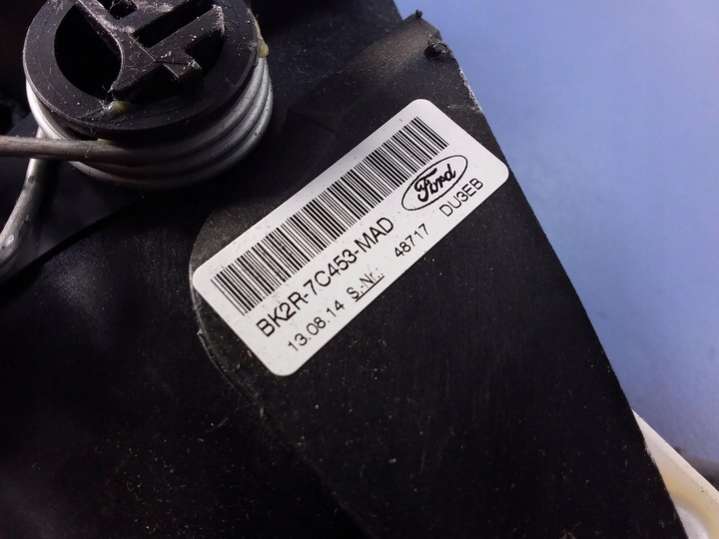 Ford
BK2R-7C453-MAD
13.08.14 S.-Nr.: 48717 DU3EB